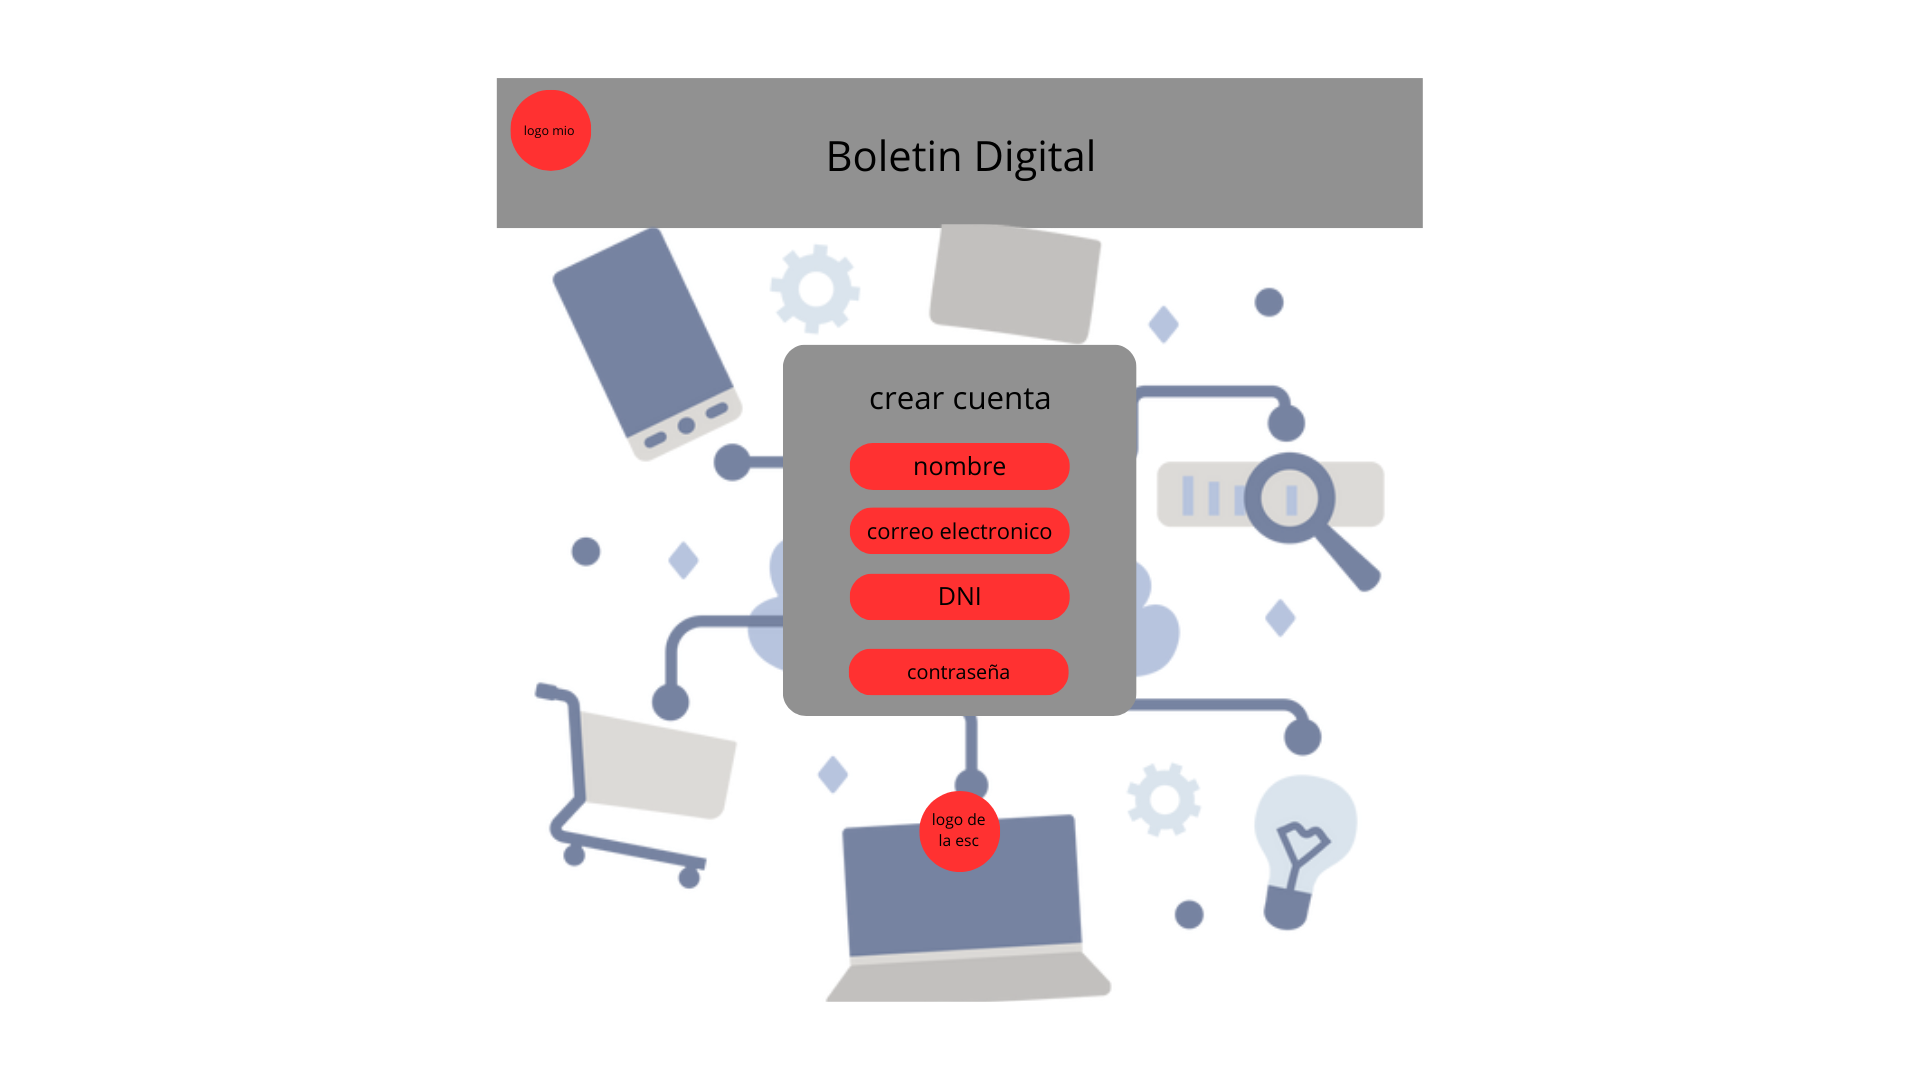 logo mio
Boletin Digital
crear cuenta
nombre
correo electronico
DNI
contraseña
logo de
la esc